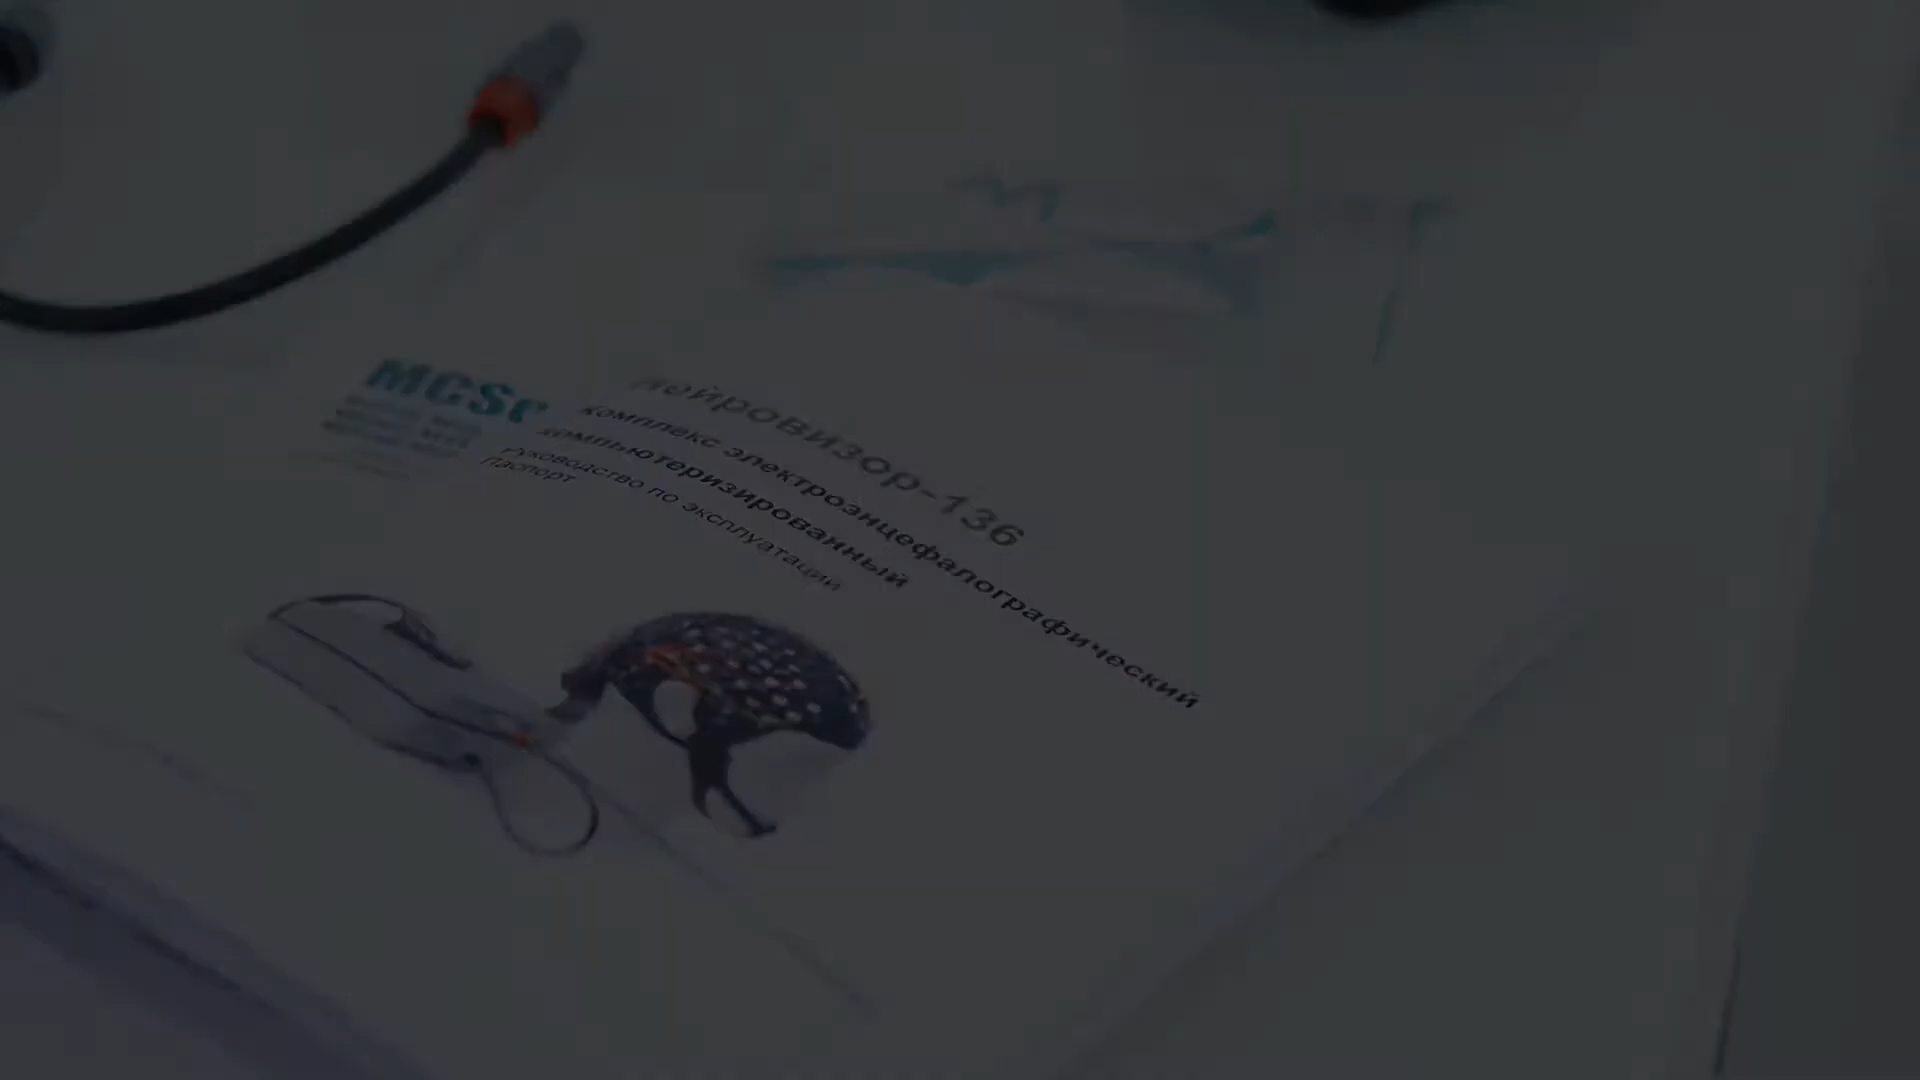 MCSc
Нейровизор-136
Комплекс электроэнцефалографический
компьютеризированный
Руководство по эксплуатации
Паспорт